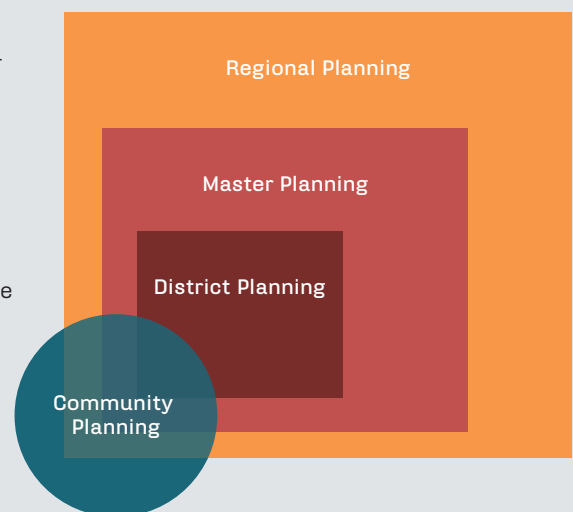 Regional Planning
Master Planning
District Planning
e
Community
Planning